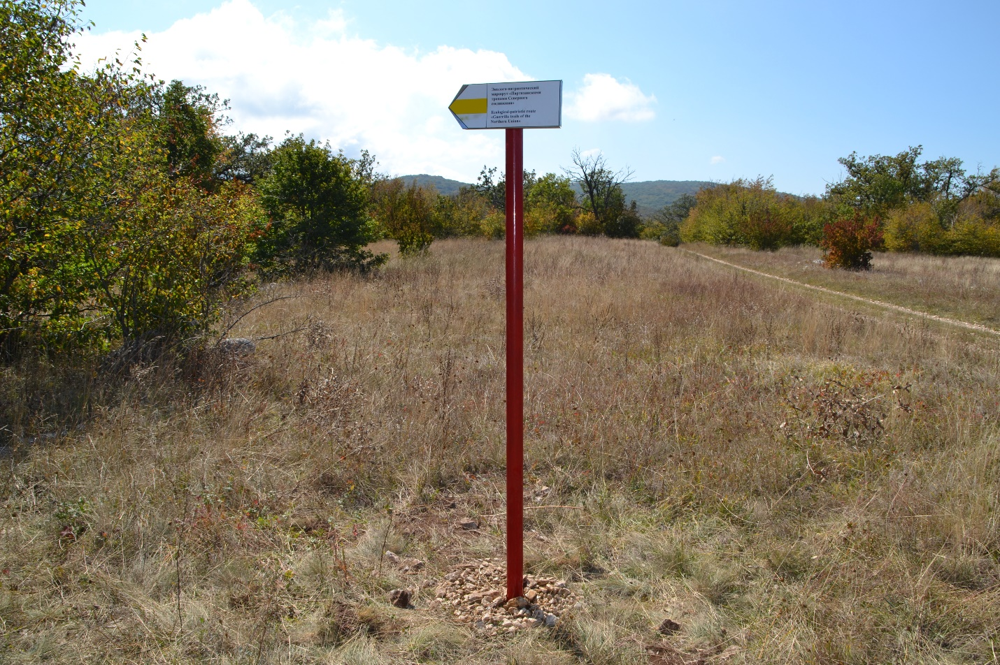 Эколого-патриотический
маршрут «Партизанскими
тропами Северного
соединения»
Ecological-patriotic route
«Guerrilla trails of the
Northern Union»